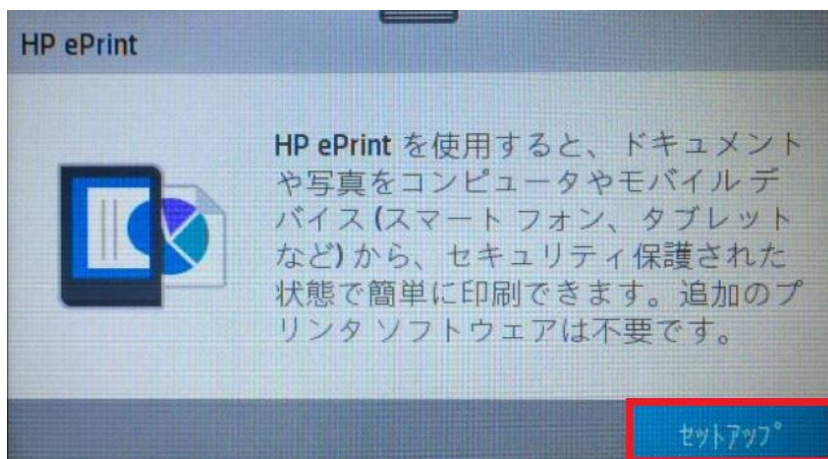 HP ePrint
HP ePrint を使用すると、ドキュメント
や写真をコンピュータやモバイル デ
バイス (スマート フォン、タブレット
など) から、セキュリティ保護された
状態で簡単に印刷できます。追加のプ
リンタ ソフトウェアは不要です。
ｾｯﾄｱｯﾌﾟ